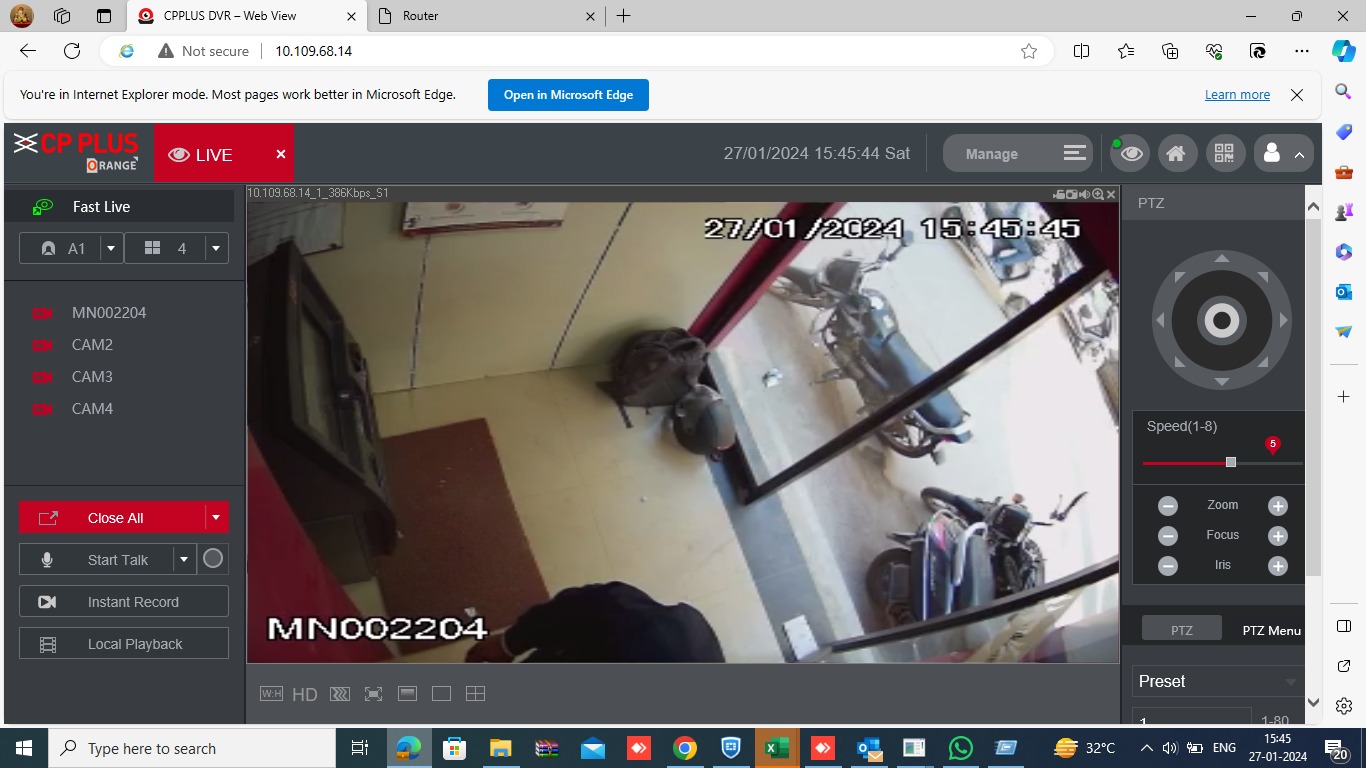 CPPLUS DVR – Web View
Router
Not secure
10.109.68.14
You're in Internet Explorer mode. Most pages work better in Microsoft Edge.
Open in Microsoft Edge
Learn more
CP PLUS
ORANGE
LIVE
27/01/2024 15:45:44 Sat
Manage
10.109.68.14_1_386Kbps_S1
PTZ
Fast Live
A1
4
27/01/2024 15:45:45
MN002204
CAM2
CAM3
CAM4
Speed(1-8)
5
Close All
Zoom
Start Talk
Focus
Iris
Instant Record
MN002204
PTZ
PTZ Menu
Local Playback
W:H
HD
Preset
1
1-80
Type here to search
32°C
ENG
15:45
27-01-2024
20